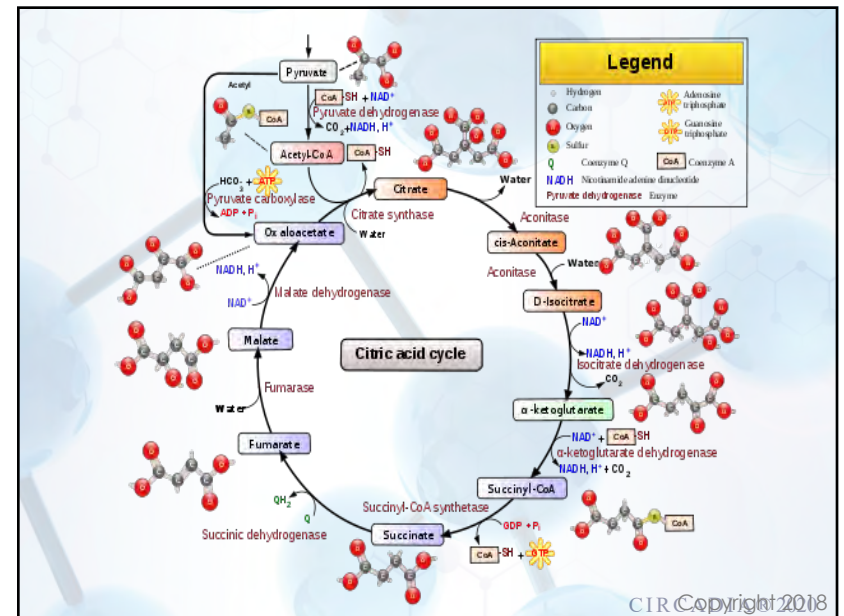 Legend
Hydrogen
Carbon
Oxygen
Sulfur
Q Coenzyme Q
NADH Nicotinamide adenine dinucleotide
Pyruvate dehydrogenase Enzyme
ATP Adenosine triphosphate
GTP Guanosine triphosphate
CoA Coenzyme A
Pyruvate
Acetyl
CoA -SH + NAD+
Pyruvate dehydrogenase
CO2+NADH, H+
S CoA
Acetyl-CoA
CoA -SH
HCO3 + ATP
Pyruvate carboxylase
ADP + Pi
Citrate
Citrate synthase
Water
Water
Aconitase
cis-Aconitate
Water
Aconitase
D-Isocitrate
NAD+
NADH, H+
Isocitrate dehydrogenase
CO2
α-ketoglutarate
NAD+ + CoA -SH
α-ketoglutarate dehydrogenase
NADH, H+ + CO2
Succinyl-CoA
S CoA
Succinyl-CoA synthetase
GDP + Pi
CoA -SH + GTP
Succinate
Succinic dehydrogenase
Q
QH2
Fumarate
Water
Fumarase
Malate
Malate dehydrogenase
NAD+
NADH, H+
Oxaloacetate
Citric acid cycle
Copyright 2018